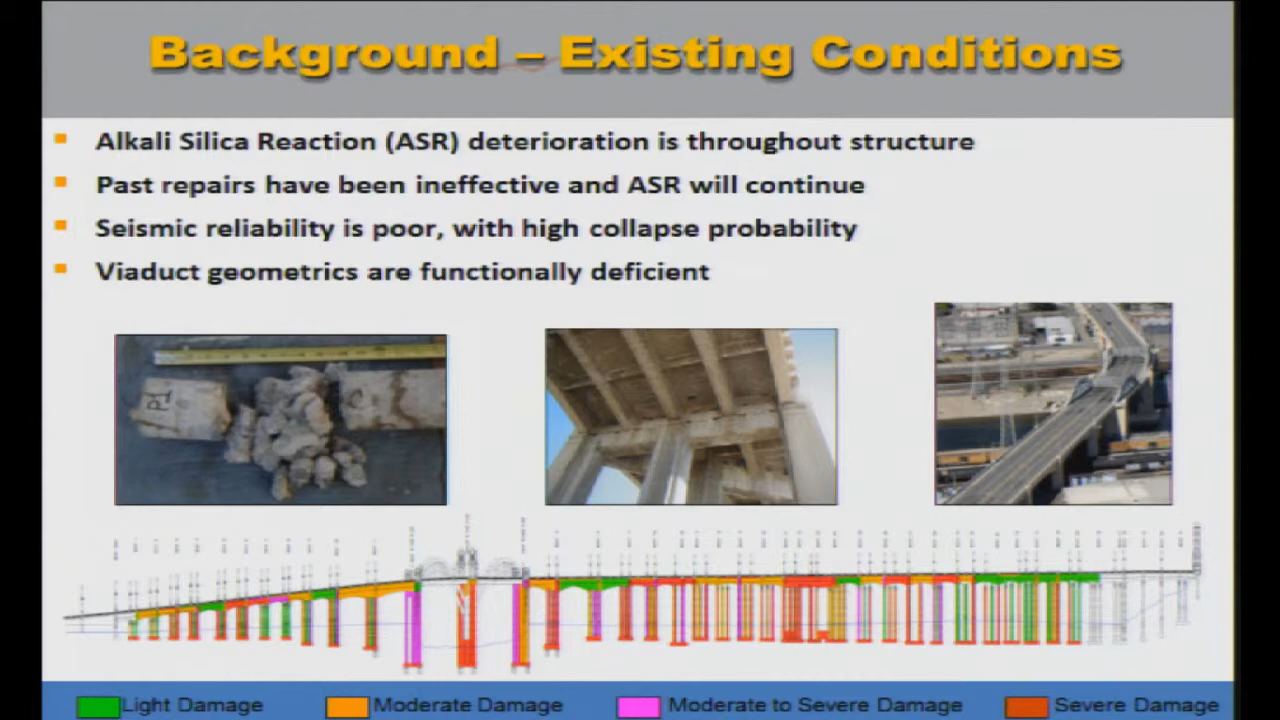 Background – Existing Conditions
Alkali Silica Reaction (ASR) deterioration is throughout structure
Past repairs have been ineffective and ASR will continue
Seismic reliability is poor, with high collapse probability
Viaduct geometrics are functionally deficient
Light Damage
Moderate Damage
Moderate to Severe Damage
Severe Damage